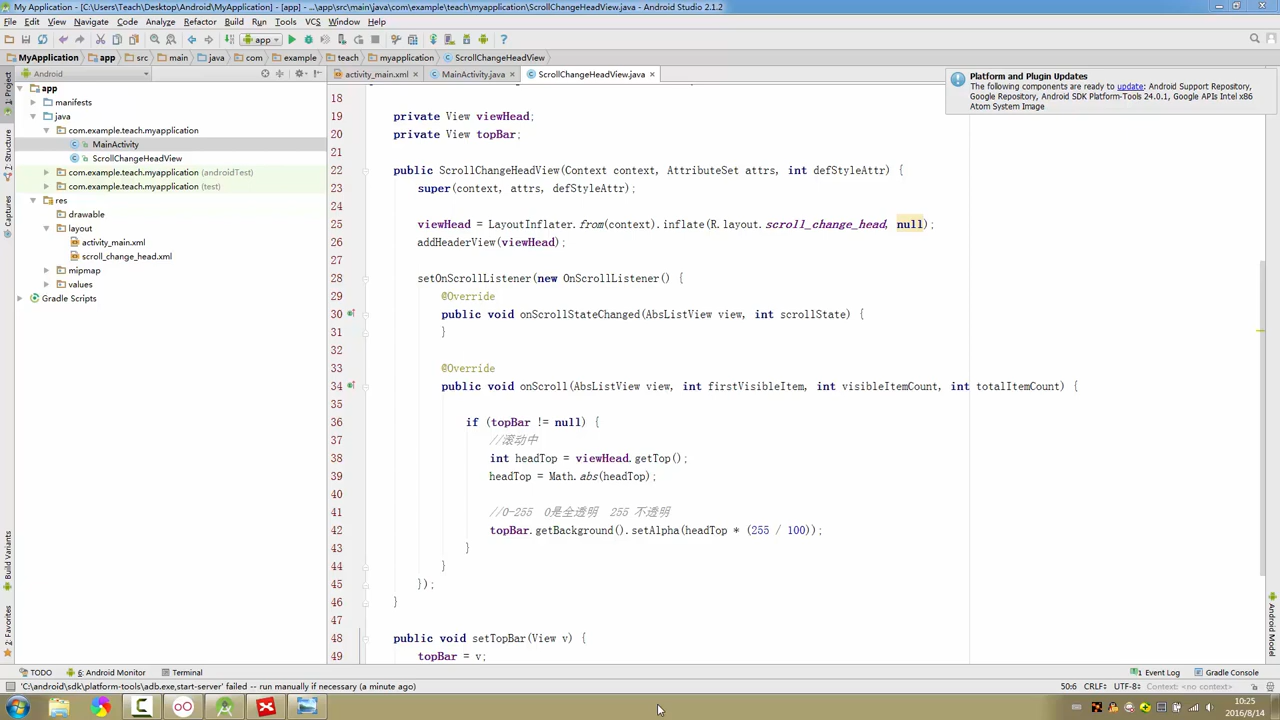 My Application - [C:\Users\Teach\Desktop\Android\MyApplication] - [app] - ...\app\src\main\java\com\example\teach\myapplication\ScrollChangeHeadView.java - Android Studio 2.1.2
File Edit View Navigate Code Analyze Refactor Build Run Tools VCS Window Help
app
MyApplication app src main java com example teach myapplication ScrollChangeHeadView
Android
activity_main.xml MainActivity.java ScrollChangeHeadView.java
Platform and Plugin Updates
The following components are ready to update: Android Support Repository,
Google Repository, Android SDK Platform-Tools 24.0.1, Google APIs Intel x86
Atom System Image
1: Project
7: Structure
Captures
Build Variants
2: Favorites
app
manifests
java
com.example.teach.myapplication
MainActivity
ScrollChangeHeadView
com.example.teach.myapplication (androidTest)
com.example.teach.myapplication (test)
res
drawable
layout
activity_main.xml
scroll_change_head.xml
mipmap
values
Gradle Scripts
18
19 private View viewHead;
20 private View topBar;
21
22 public ScrollChangeHeadView(Context context, AttributeSet attrs, int defStyleAttr) {
23 super(context, attrs, defStyleAttr);
24
25 viewHead = LayoutInflater.from(context).inflate(R.layout.scroll_change_head, null);
26 addHeaderView(viewHead);
27
28 setOnScrollListener(new OnScrollListener() {
29 @Override
30 public void onScrollStateChanged(AbsListView view, int scrollState) {
31 }
32
33 @Override
34 public void onScroll(AbsListView view, int firstVisibleItem, int visibleItemCount, int totalItemCount) {
35
36 if (topBar != null) {
37 //滚动中
38 int headTop = viewHead.getTop();
39 headTop = Math.abs(headTop);
40
41 //0-255 0是全透明 255 不透明
42 topBar.getBackground().setAlpha(headTop * (255 / 100));
43 }
44 }
45 });
46 }
47
48 public void setTopBar(View v) {
49 topBar = v;
Android Model
TODO 6: Android Monitor Terminal 1 Event Log Gradle Console
'C:\android\sdk\platform-tools\adb.exe,start-server' failed -- run manually if necessary (a minute ago) 50:6 CRLF÷ UTF-8÷ Context: <no context>
10:25
2016/8/14